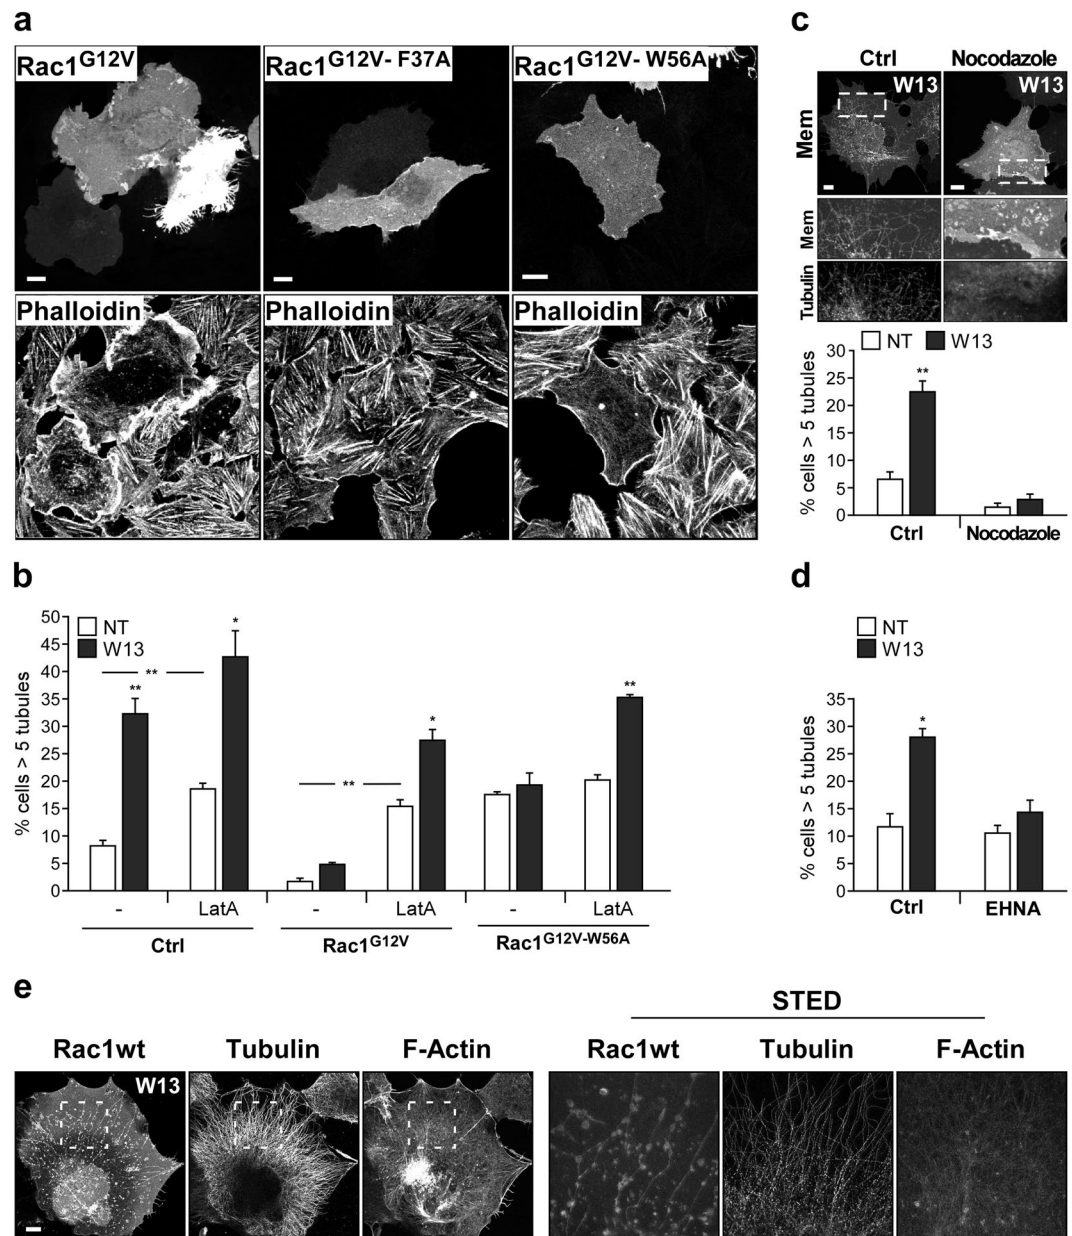 a
Rac1G12V
Rac1G12V- F37A
Rac1G12V- W56A
Phalloidin
Phalloidin
Phalloidin
c
Ctrl
Nocodazole
Mem
W13
W13
Mem
Tubulin
NT
W13
% cells > 5 tubules
30
25
20
15
10
5
0
**
Ctrl
Nocodazole
b
NT
W13
% cells > 5 tubules
50
45
40
35
30
25
20
15
10
5
0
**
**
*
**
*
**
-
LatA
-
LatA
-
LatA
Ctrl
Rac1G12V
Rac1G12V-W56A
d
NT
W13
% cells > 5 tubules
35
30
25
20
15
10
5
0
*
Ctrl
EHNA
e
STED
Rac1wt
Tubulin
F-Actin
Rac1wt
Tubulin
F-Actin
W13